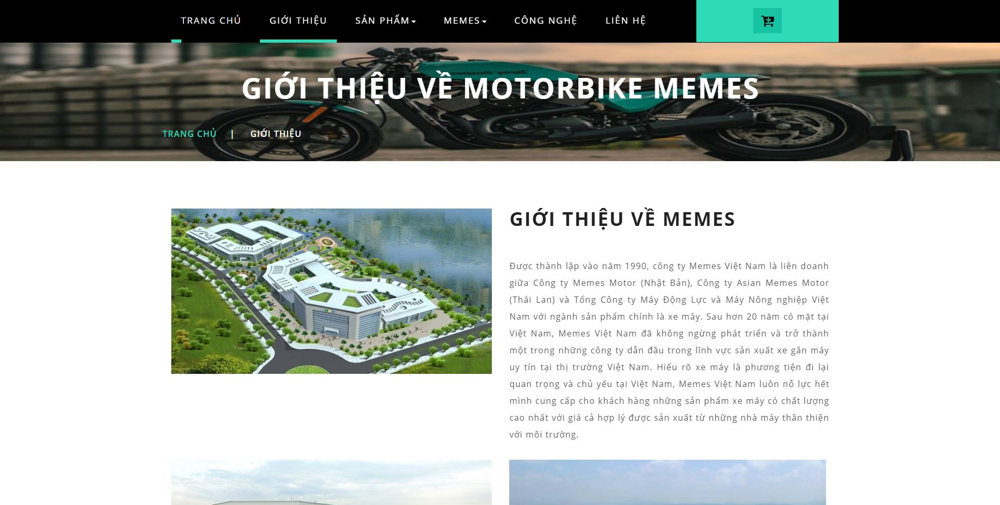 TRANG CHỦ
GIỚI THIỆU
SẢN PHẨM
MEMES
CÔNG NGHỆ
LIÊN HỆ
GIỚI THIỆU VỀ MOTORBIKE MEMES
TRANG CHỦ | GIỚI THIỆU
GIỚI THIỆU VỀ MEMES
Được thành lập vào năm 1990, công ty Memes Việt Nam là liên doanh
giữa Công ty Memes Motor (Nhật Bản), Công ty Asian Memes Motor
(Thái Lan) và Tổng Công ty Máy Động Lực và Máy Nông nghiệp Việt
Nam với ngành sản phẩm chính là xe máy. Sau hơn 20 năm có mặt tại
Việt Nam, Memes Việt Nam đã không ngừng phát triển và trở thành
một trong những công ty dẫn đầu trong lĩnh vực sản xuất xe gắn máy
uy tín tại thị trường Việt Nam. Hiểu rõ xe máy là phương tiện đi lại
quan trọng và chủ yếu tại Việt Nam, Memes Việt Nam luôn nỗ lực hết
mình cung cấp cho khách hàng những sản phẩm xe máy có chất lượng
cao nhất với giá cả hợp lý được sản xuất từ những nhà máy thân thiện
với môi trường.